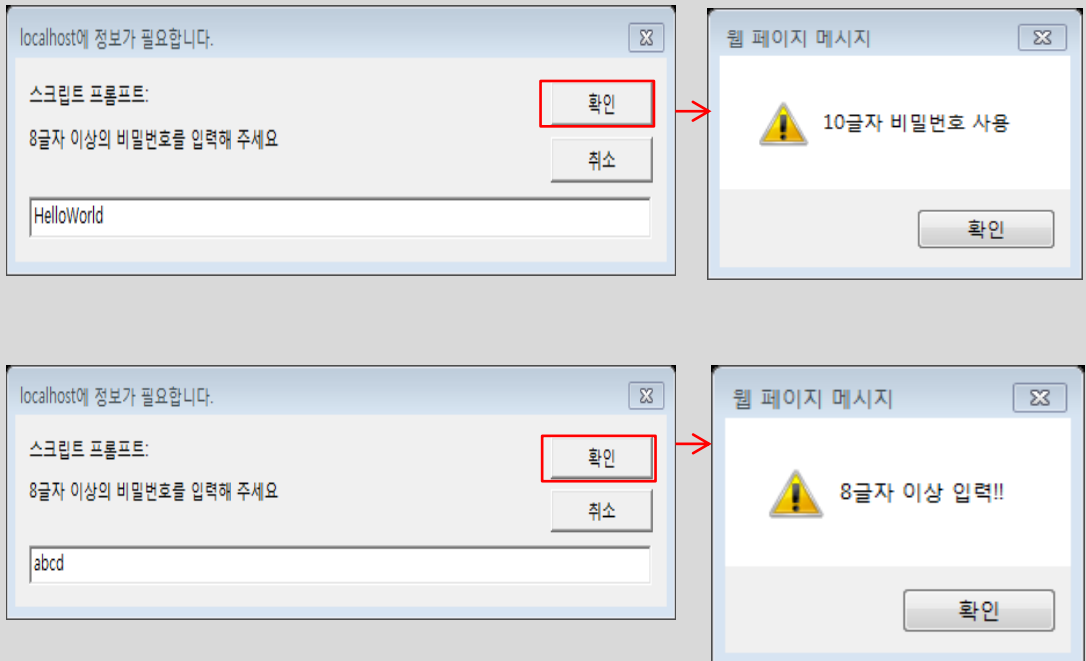 localhost에 정보가 필요합니다.
스크립트 프롬프트:
확인
8글자 이상의 비밀번호를 입력해 주세요
취소
HelloWorld
웹 페이지 메시지
10글자 비밀번호 사용
확인
localhost에 정보가 필요합니다.
스크립트 프롬프트:
확인
8글자 이상의 비밀번호를 입력해 주세요
취소
abcd
웹 페이지 메시지
8글자 이상 입력!!
확인